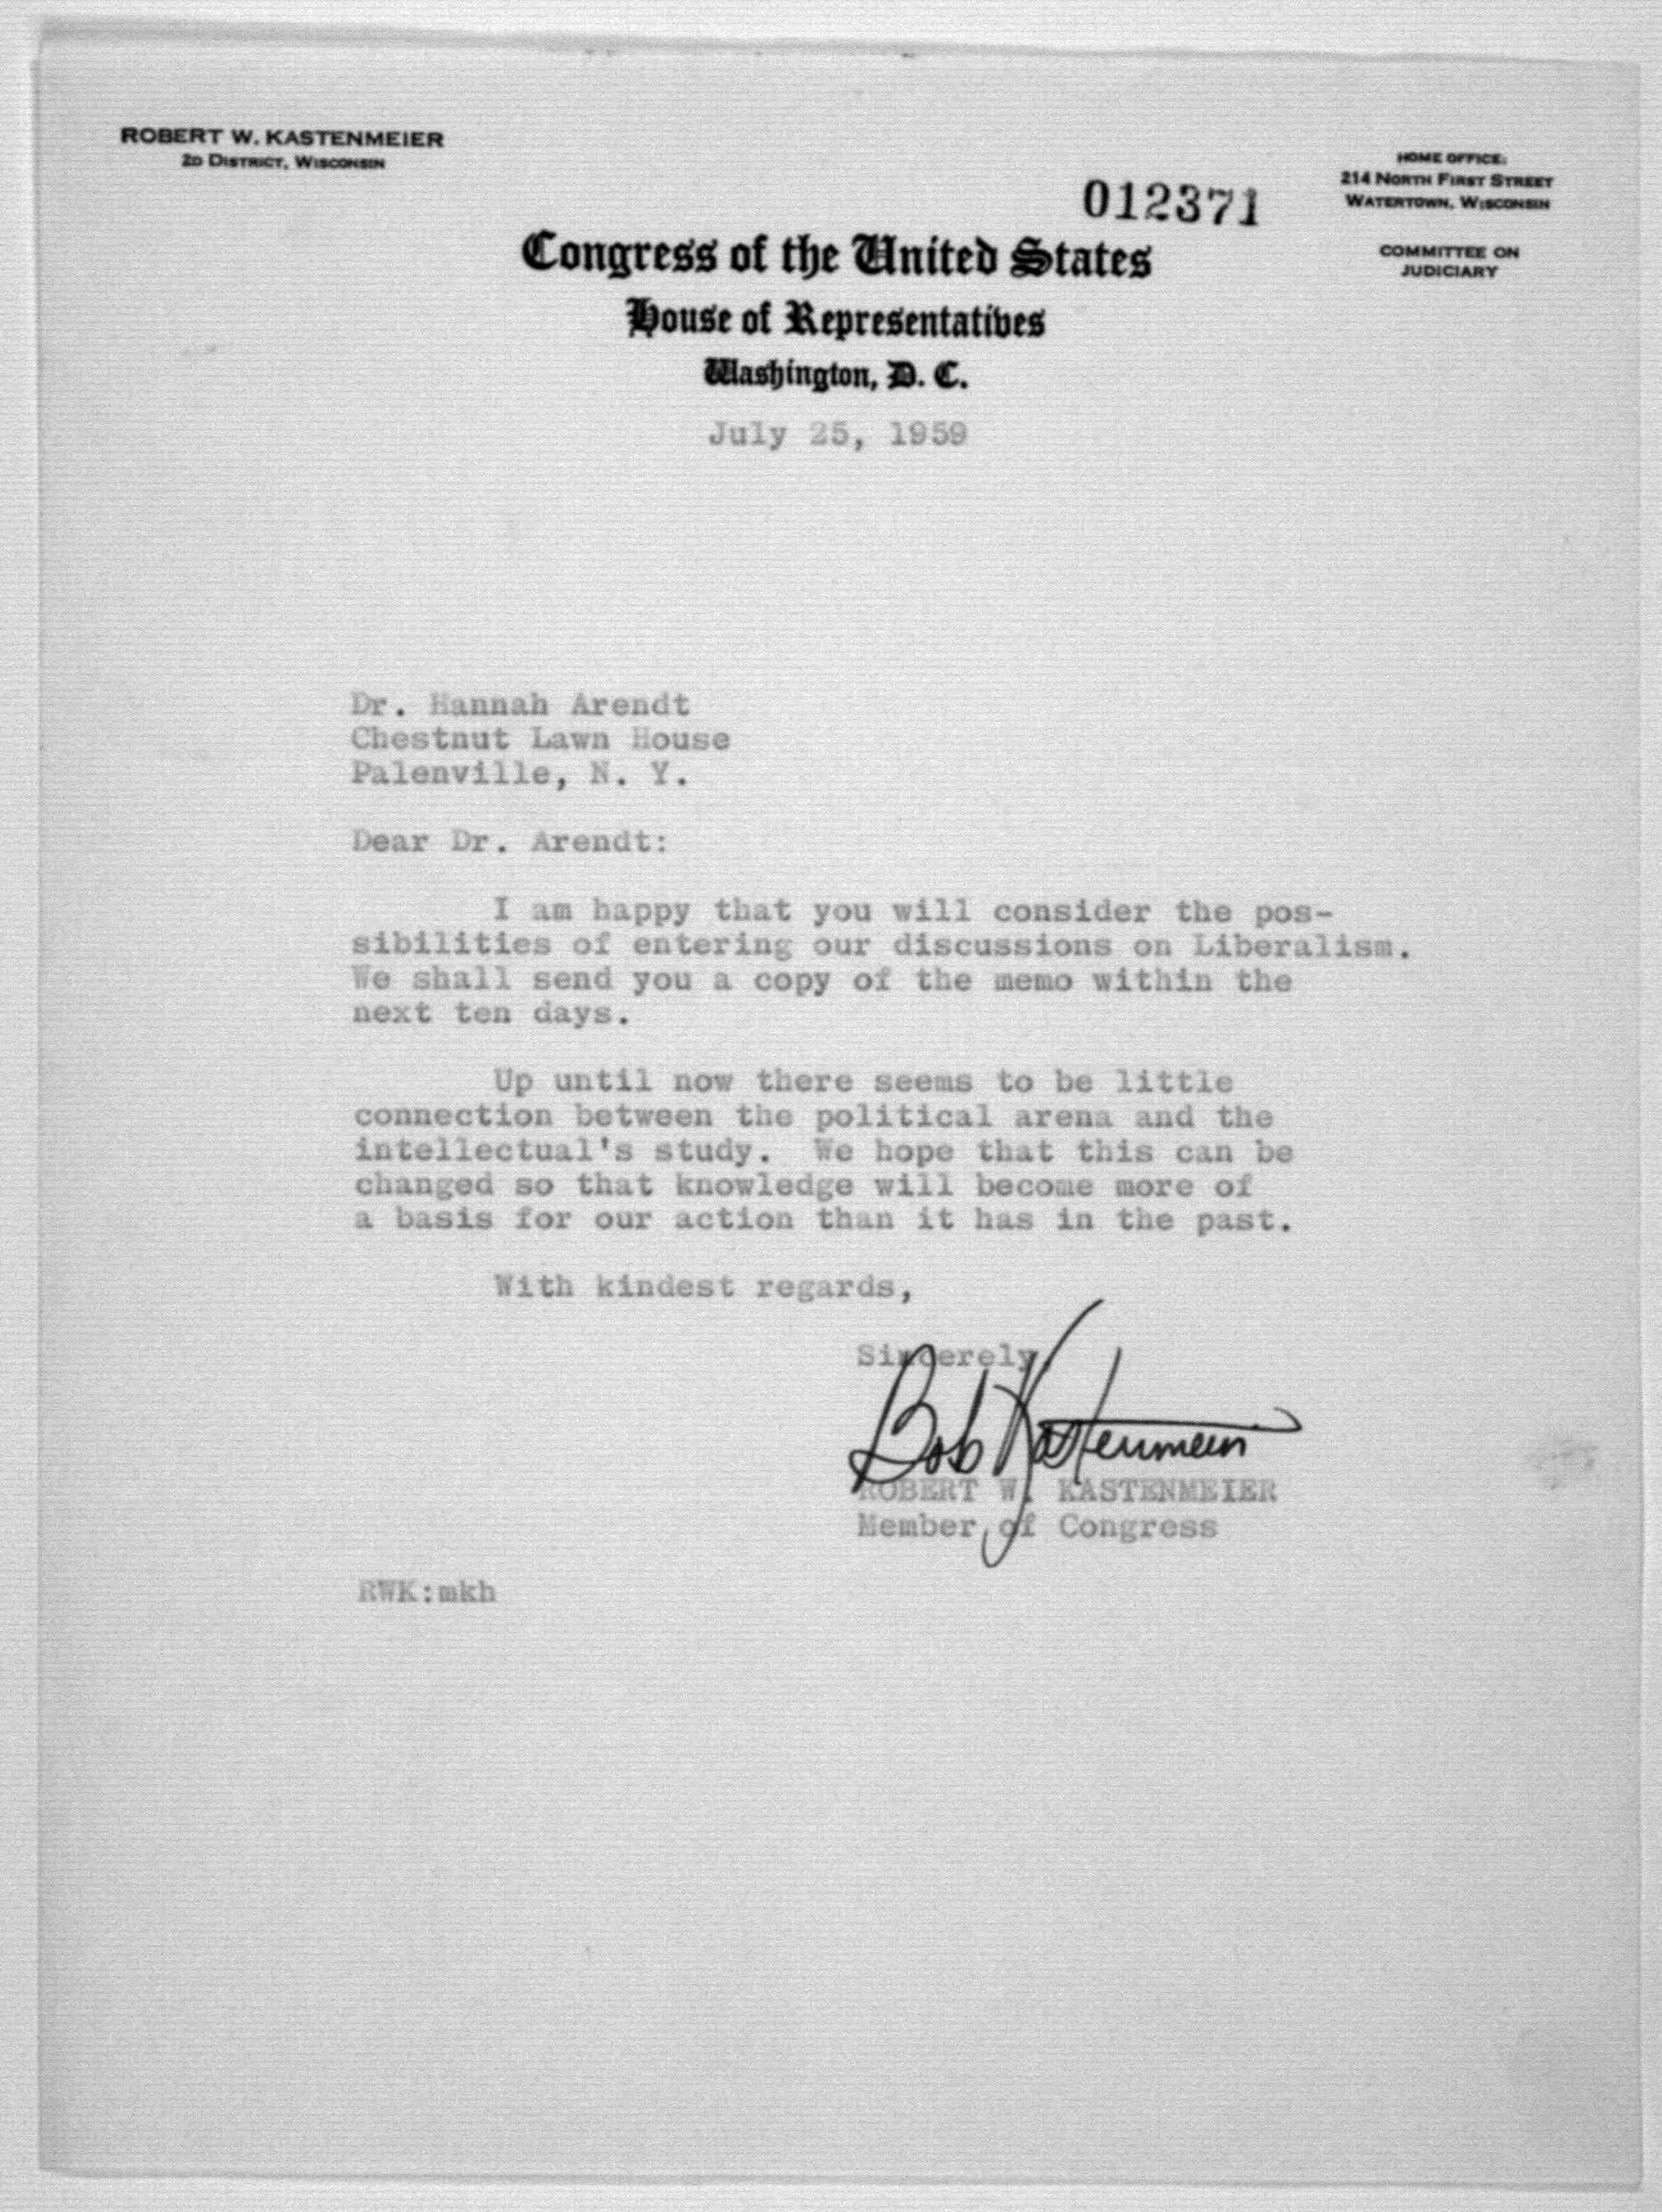 ROBERT W. KASTENMEIER
2D DISTRICT, WISCONSIN
HOME OFFICE:
214 NORTH FIRST STREET
WATERTOWN, WISCONSIN
COMMITTEE ON
JUDICIARY
012371
Congress of the United States
House of Representatives
Washington, D. C.
July 25, 1959
Dr. Hannah Arendt
Chestnut Lawn House
Palenville, N. Y.
Dear Dr. Arendt:
I am happy that you will consider the pos-
sibilities of entering our discussions on Liberalism.
We shall send you a copy of the memo within the
next ten days.
Up until now there seems to be little
connection between the political arena and the
intellectual's study. We hope that this can be
changed so that knowledge will become more of
a basis for our action than it has in the past.
With kindest regards,
Sincerely,
Bob Kastenmeier
ROBERT W. KASTENMEIER
Member of Congress
RWK:mkh